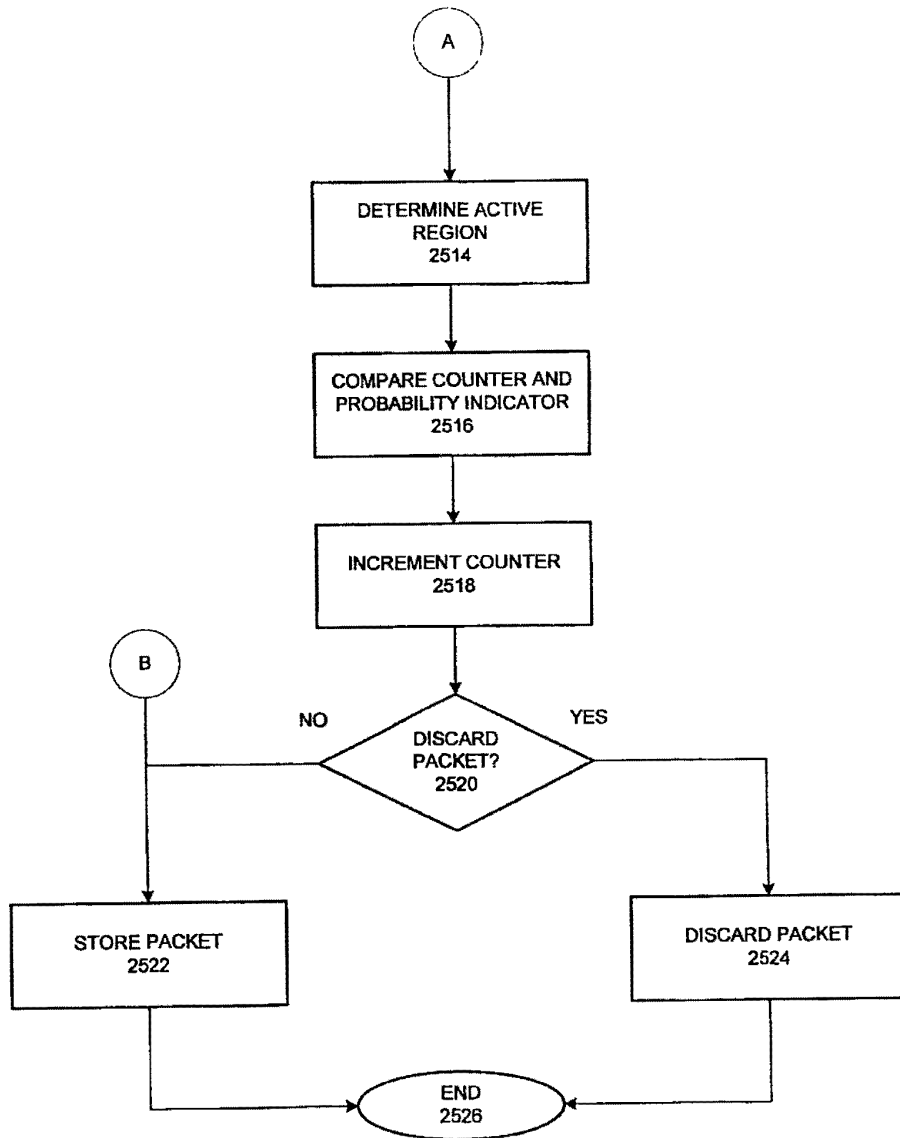 A
DETERMINE ACTIVE
REGION
2514
COMPARE COUNTER AND
PROBABILITY INDICATOR
2516
INCREMENT COUNTER
2518
B
NO
YES
DISCARD
PACKET?
2520
STORE PACKET
2522
DISCARD PACKET
2524
END
2526